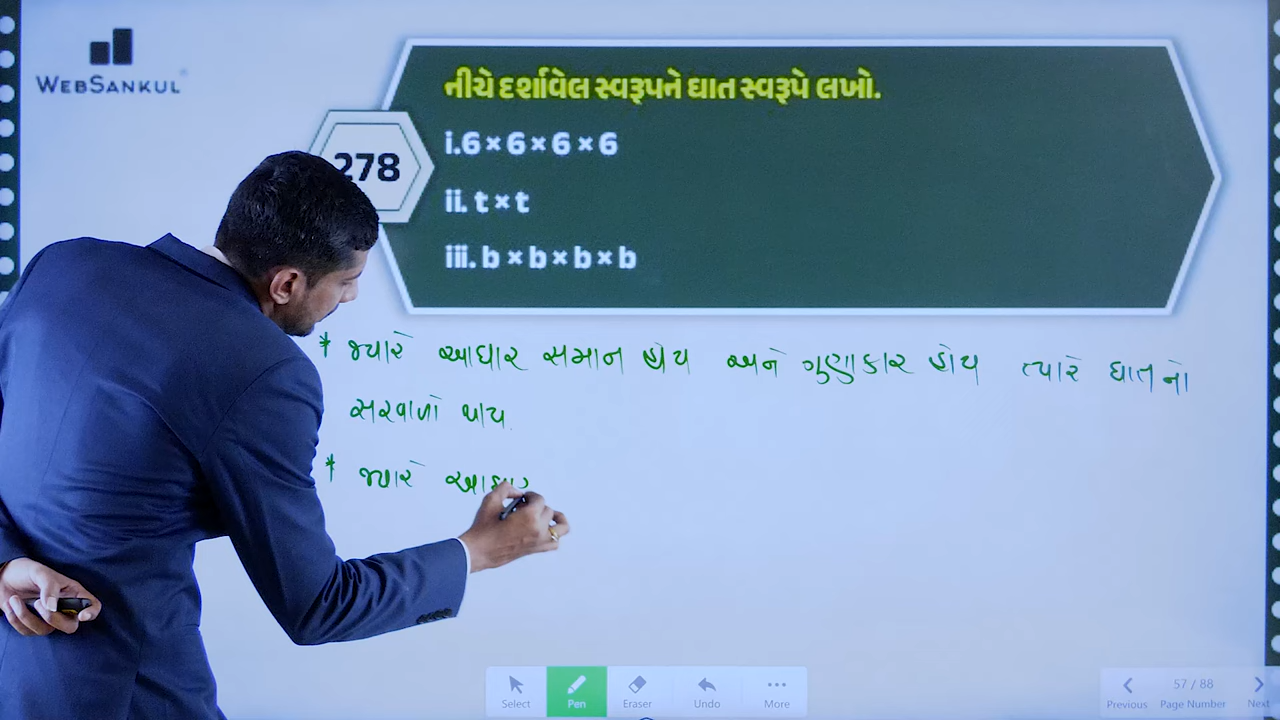 WEBSANKUL
નીચે દર્શાવેલ સ્વરૂપને ઘાત સ્વરૂપે લખો.
278
i.6×6×6×6
ii. t×t
iii. b×b×b×b
* જ્યારે આધાર સમાન હોય અને ગુણાકાર હોય ત્યારે ઘાતનો
સરવાળો થાય.
* જ્યારે આધાર
Select Pen Eraser Undo More
57 / 88
Previous Page Number Next